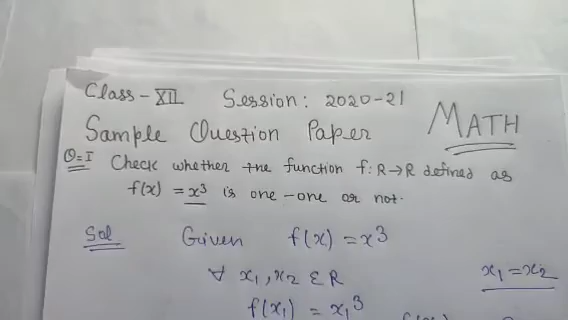 Class - XII Session: 2020-21
Sample Question Paper MATH
Q=I Check whether the function f: R→R defined as
f(x) = x³ is one-one or not.
Sol Given f(x) = x³
∀ x₁, x₂ ε R x₁ = x₂
f(x₁) = x₁³